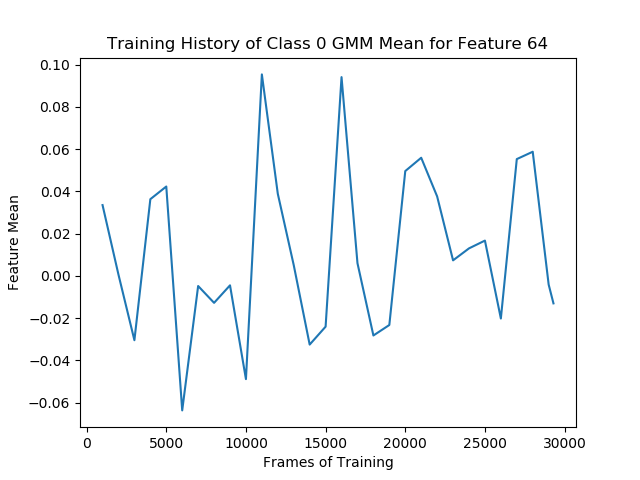 Training History of Class 0 GMM Mean for Feature 64
0.10
0.08
0.06
0.04
0.02
0.00
−0.02
−0.04
−0.06
Feature Mean
0 5000 10000 15000 20000 25000 30000
Frames of Training